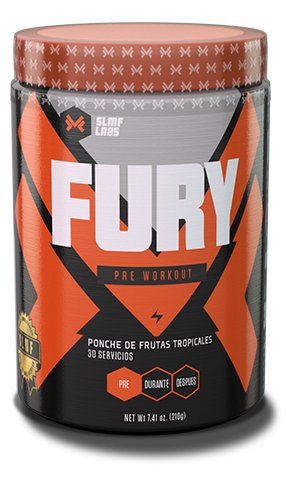 SLMF
LABS
FURY
PRE WORKOUT
PONCHE DE FRUTAS TROPICALES
30 SERVICIOS
PRE DURANTE DESPUES
NET WT 7.41 oz. (210g)